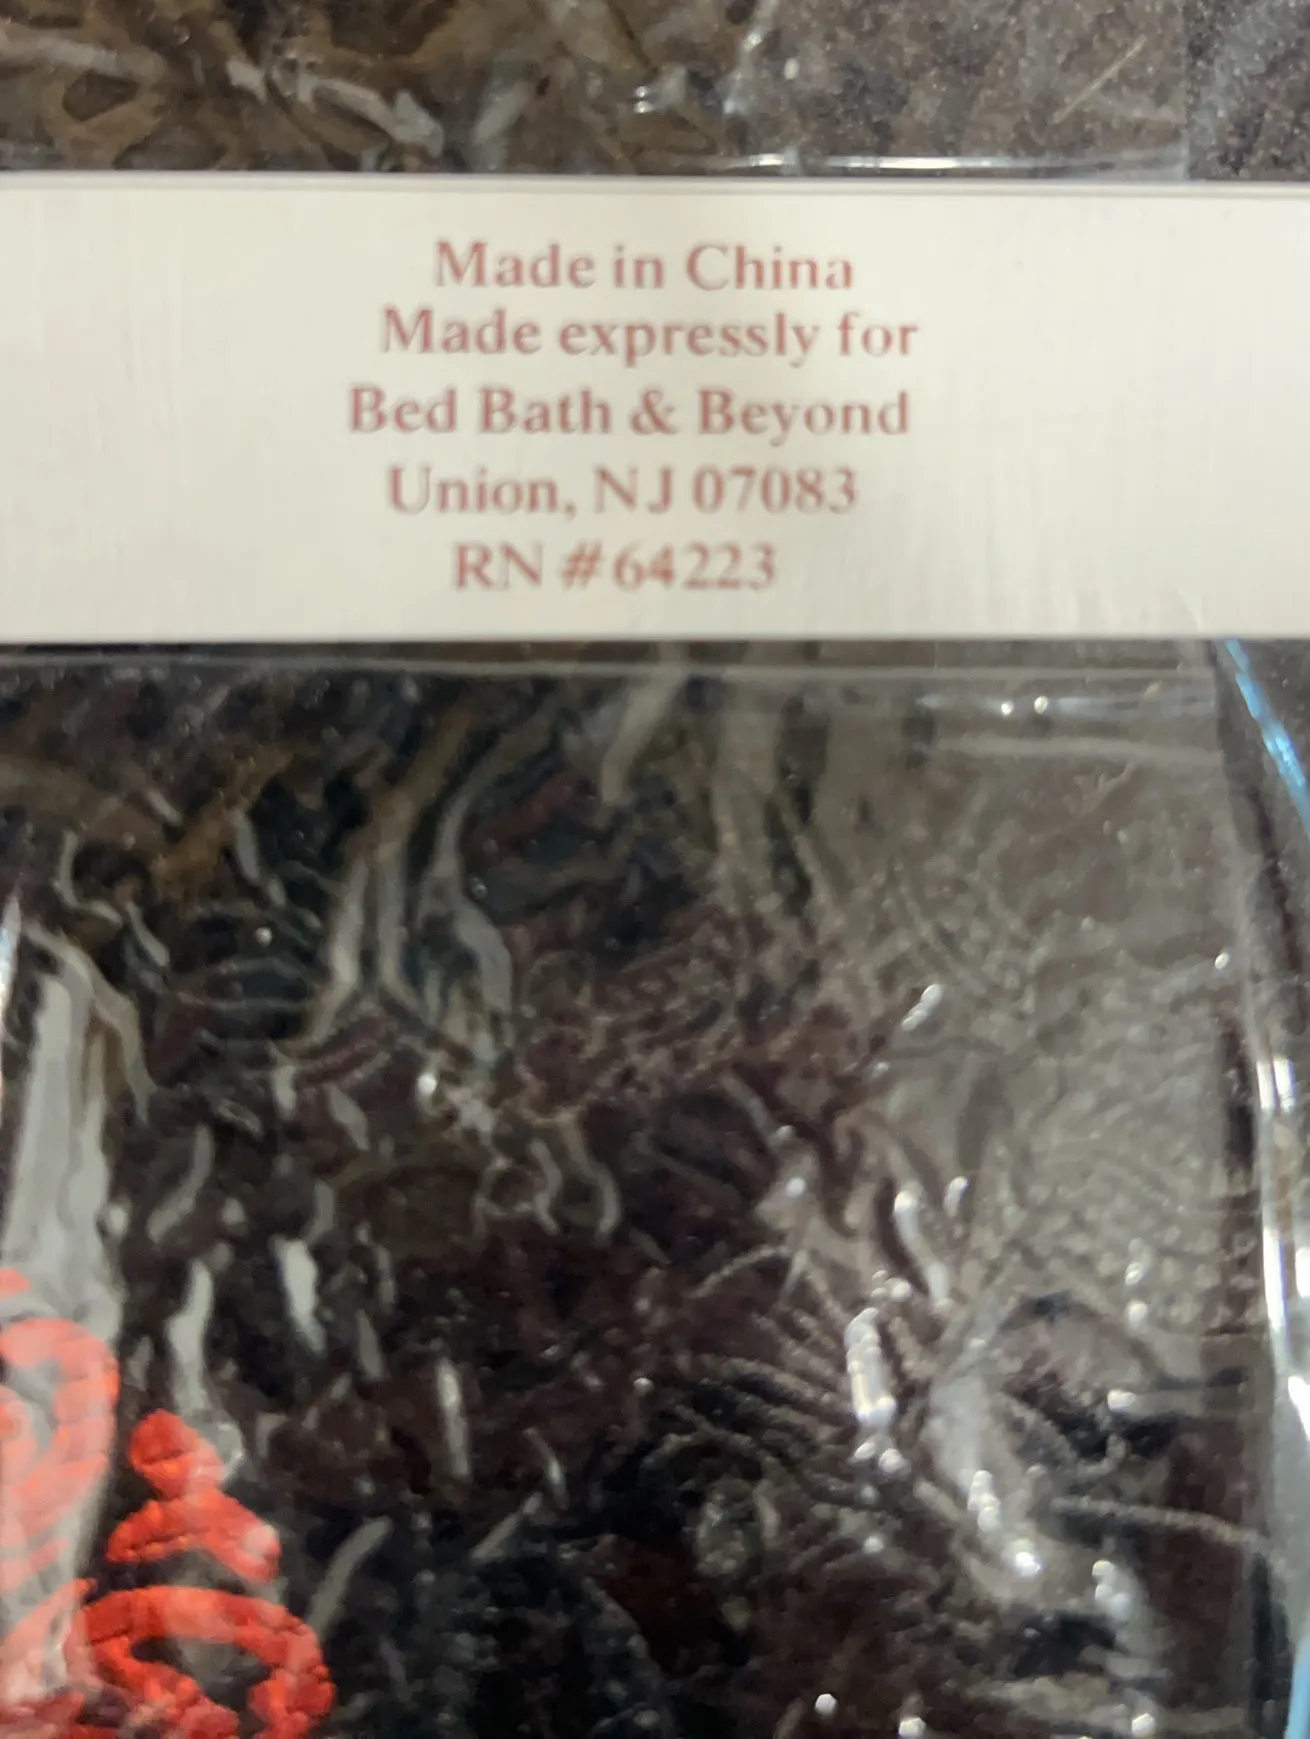 Made in China
Made expressly for
Bed Bath & Beyond
Union, NJ 07083
RN #64223